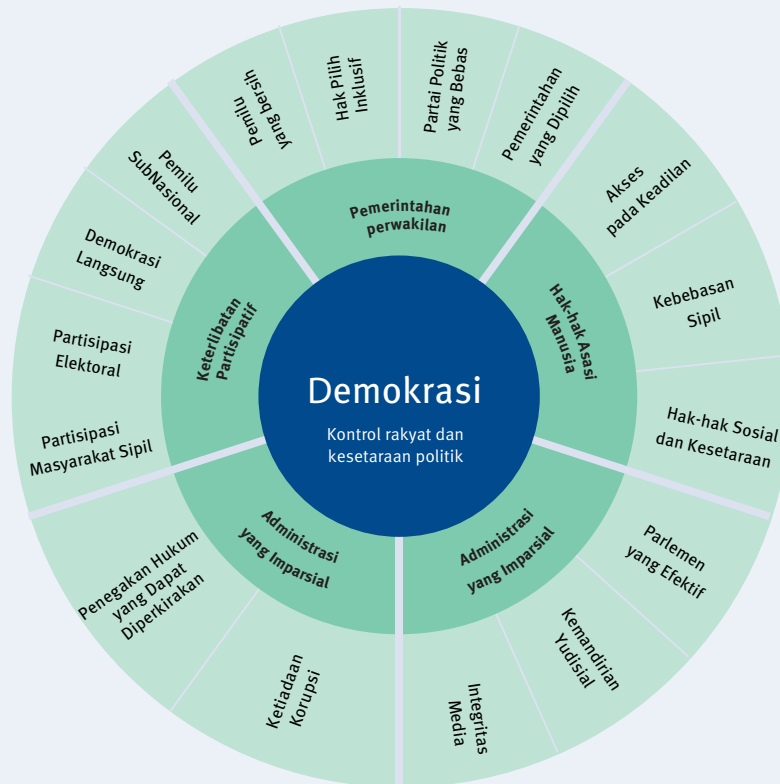 Demokrasi
Kontrol rakyat dan
kesetaraan politik
Pemerintahan
perwakilan
Pemilu
yang bersih
Hak Pilih
Inklusif
Partai Politik
yang Bebas
Pemerintahan
yang Dipilih
Hak-hak Asasi
Manusia
Akses
pada Keadilan
Kebebasan
Sipil
Hak-hak Sosial
dan Kesetaraan
Administrasi
yang Imparsial
Parlemen
yang Efektif
Kemandirian
Yudisial
Integritas
Media
Administrasi
yang Imparsial
Ketiadaan
Korupsi
Penegakan Hukum
yang Dapat
Diperkirakan
Keterlibatan
Partisipatif
Partisipasi
Masyarakat Sipil
Partisipasi
Elektoral
Demokrasi
Langsung
Pemilu
SubNasional